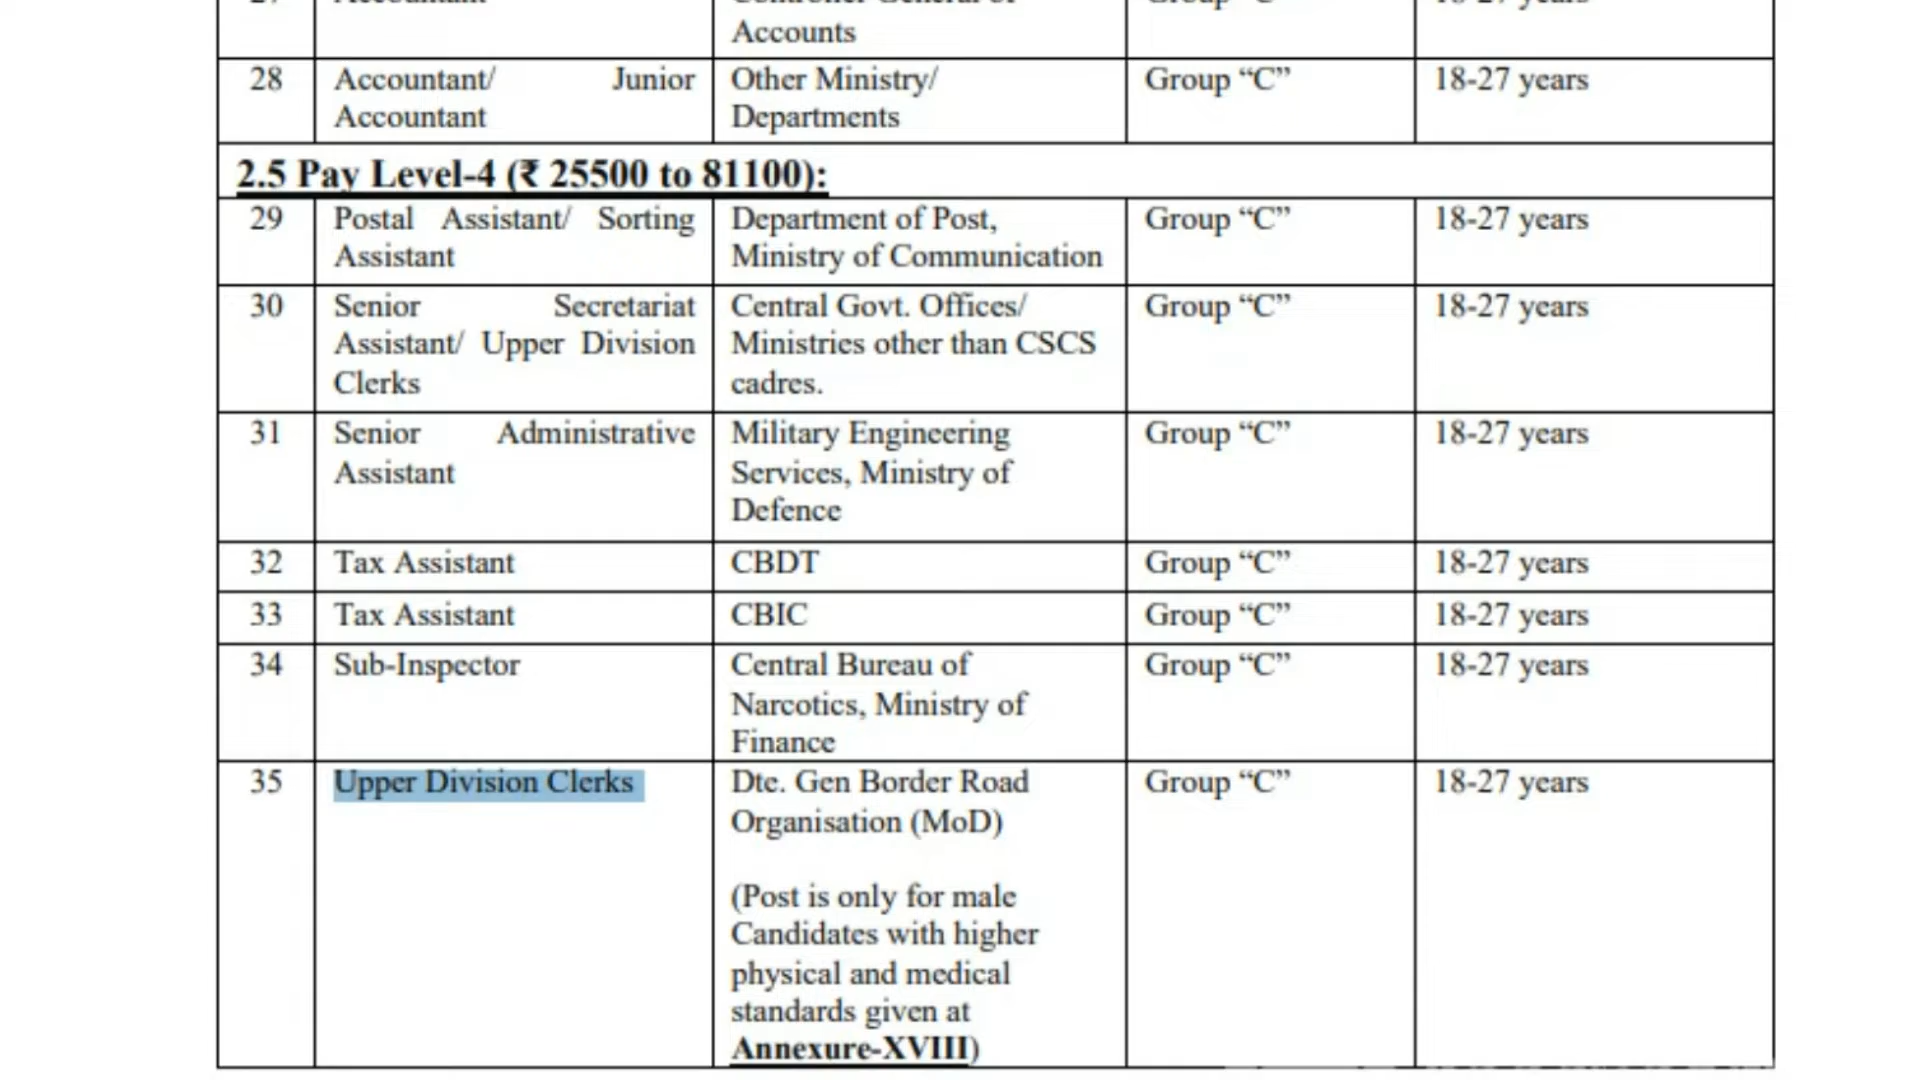 Accounts
28 Accountant/ Junior Accountant Other Ministry/ Departments Group “C” 18-27 years
2.5 Pay Level-4 (₹ 25500 to 81100):
29 Postal Assistant/ Sorting Assistant Department of Post, Ministry of Communication Group “C” 18-27 years
30 Senior Secretariat Assistant/ Upper Division Clerks Central Govt. Offices/ Ministries other than CSCS cadres. Group “C” 18-27 years
31 Senior Administrative Assistant Military Engineering Services, Ministry of Defence Group “C” 18-27 years
32 Tax Assistant CBDT Group “C” 18-27 years
33 Tax Assistant CBIC Group “C” 18-27 years
34 Sub-Inspector Central Bureau of Narcotics, Ministry of Finance Group “C” 18-27 years
35 Upper Division Clerks Dte. Gen Border Road Organisation (MoD) Group “C” 18-27 years
(Post is only for male
Candidates with higher
physical and medical
standards given at
Annexure-XVIII)